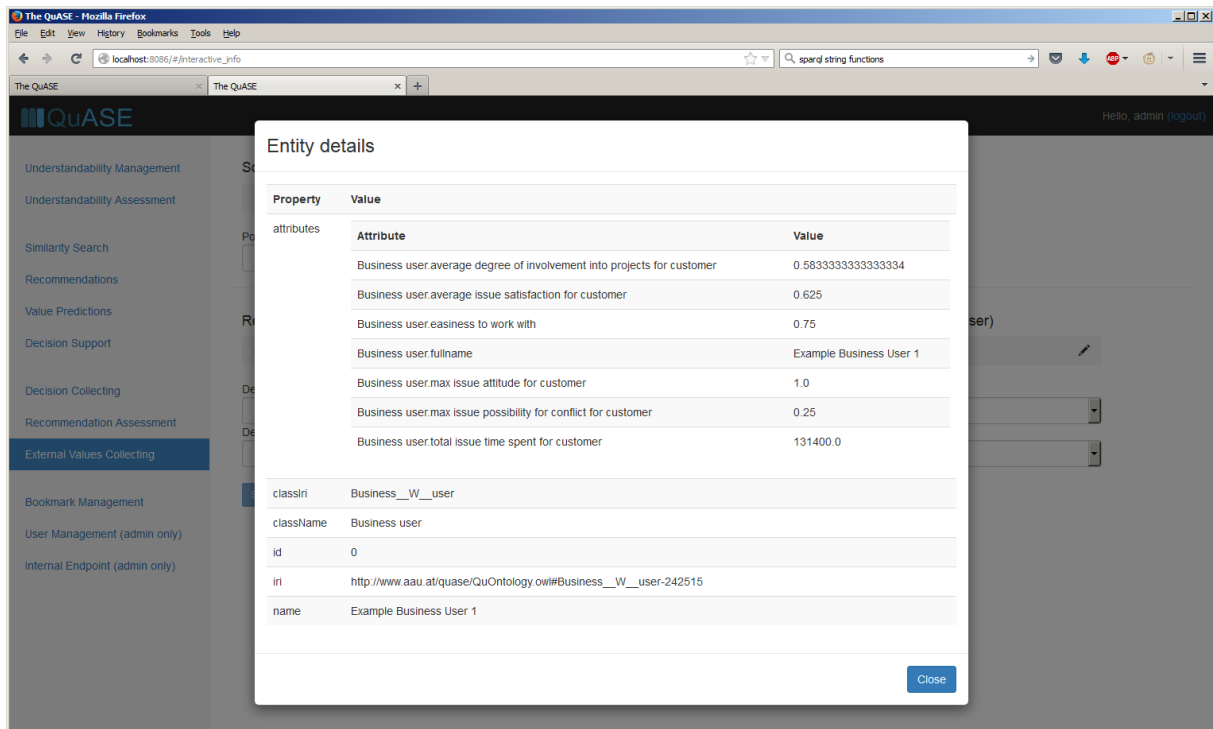 The QuASE - Mozilla Firefox
File Edit View History Bookmarks Tools Help
localhost:8086/#/interactive_info
sparql string functions
ABP
The QuASE
The QuASE
QuASE
Hello, admin (logout)
Understandability Management
Understandability Assessment
Similarity Search
Recommendations
Value Predictions
Decision Support
Decision Collecting
Recommendation Assessment
External Values Collecting
Bookmark Management
User Management (admin only)
Internal Endpoint (admin only)
Entity details
Property Value
attributes
Attribute Value
Business user.average degree of involvement into projects for customer 0.5833333333333334
Business user.average issue satisfaction for customer 0.625
Business user.easiness to work with 0.75
Business user.fullname Example Business User 1
Business user.max issue attitude for customer 1.0
Business user.max issue possibility for conflict for customer 0.25
Business user.total issue time spent for customer 131400.0
classIri Business__W__user
className Business user
id 0
iri http://www.aau.at/quase/QuOntology.owl#Business__W__user-242515
name Example Business User 1
Close